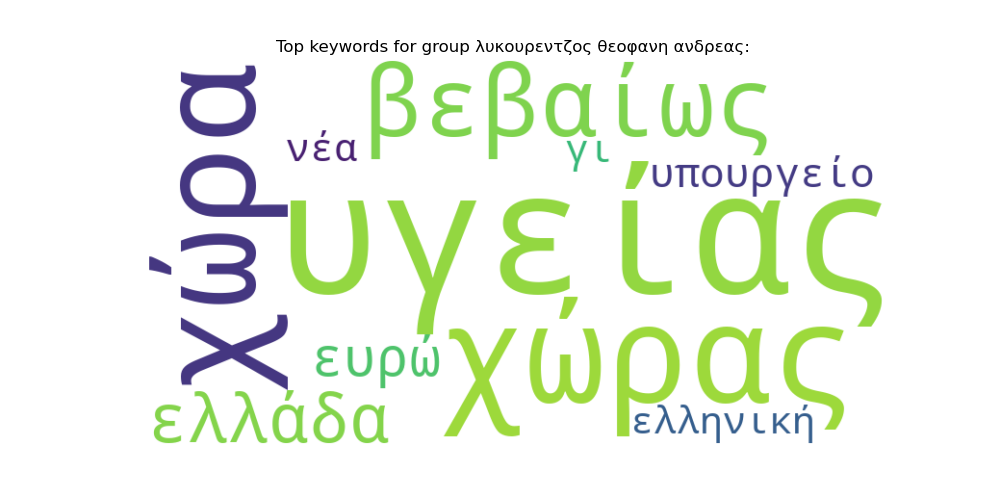 Top keywords for group λυκουρεντζος θεοφανη ανδρεας:
χώρα
βεβαίως
νέα
γι
υπουργείο
υγείας
χώρας
ευρώ
ελλάδα
ελληνική